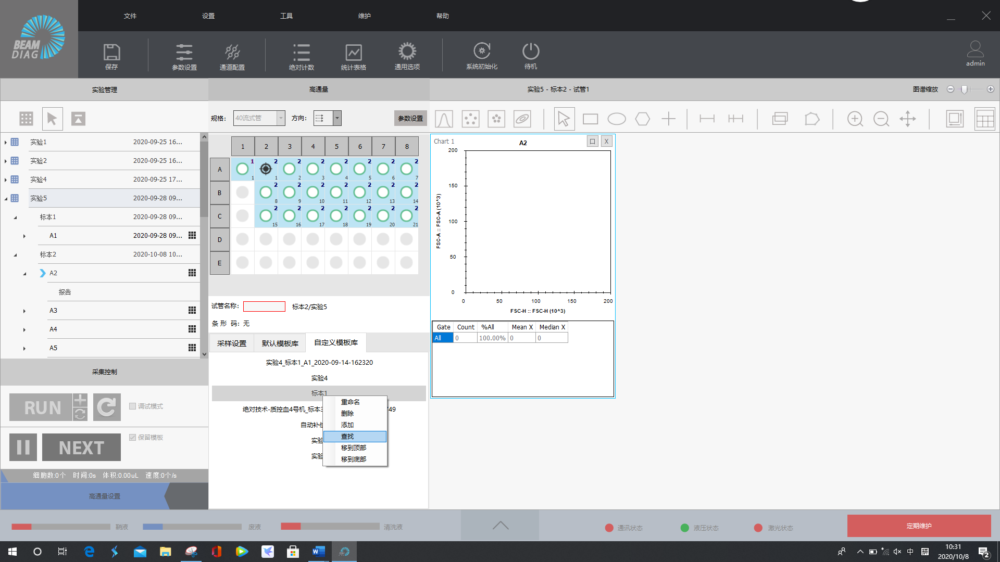 BEAM
DIAG
文件
设置
工具
维护
帮助
保存
参数设置
通道配置
绝对计数
统计表格
通用选项
系统初始化
待机
admin
实验管理
高通量
实验5 - 标本2 - 试管1
图谱缩放
规格:
40流式管
方向:
参数设置
实验1 2020-09-25 16...
实验2 2020-09-25 16...
实验4 2020-09-25 17...
实验5 2020-09-28 09...
标本1 2020-09-28 09...
A1 2020-09-28 09...
标本2 2020-10-08 10...
A2
报告
A3
A4
A5
1 2 3 4 5 6 7 8
A 1 1 2 1 2 2 2 3 2 4 2 5 2 6 2 7
B 2 8 2 9 2 10 2 11 2 12 2 13 2 14
C 2 15 2 16 2 17 2 18 2 19 2 20 2 21
D
E
试管名称:
标本2/实验5
条 形 码: 无
采样设置
默认模板库
自定义模板库
实验4_标本1_A1_2020-09-14-162320
实验4
标本1
绝对技术-质控血4号机_标本3
749
自动补偿
实验
实验
重命名
删除
添加
查找
移到顶部
移到底部
Chart 1
A2
X
200
150
100
50
0
FSC-A :: FSC-A (10^3)
0 50 100 150 200
FSC-H :: FSC-H (10^3)
Gate Count %All Mean X Median X
All 0 100.00% 0 0
采集控制
RUN
调试模式
NEXT
保留模板
细胞数:0个 时间:0s 体积:0.00uL 速度:0个/s
高通量设置
鞘液
废液
清洗液
通讯状态
液压状态
激光状态
定期维护
中
拼
10:31
2020/10/8
2